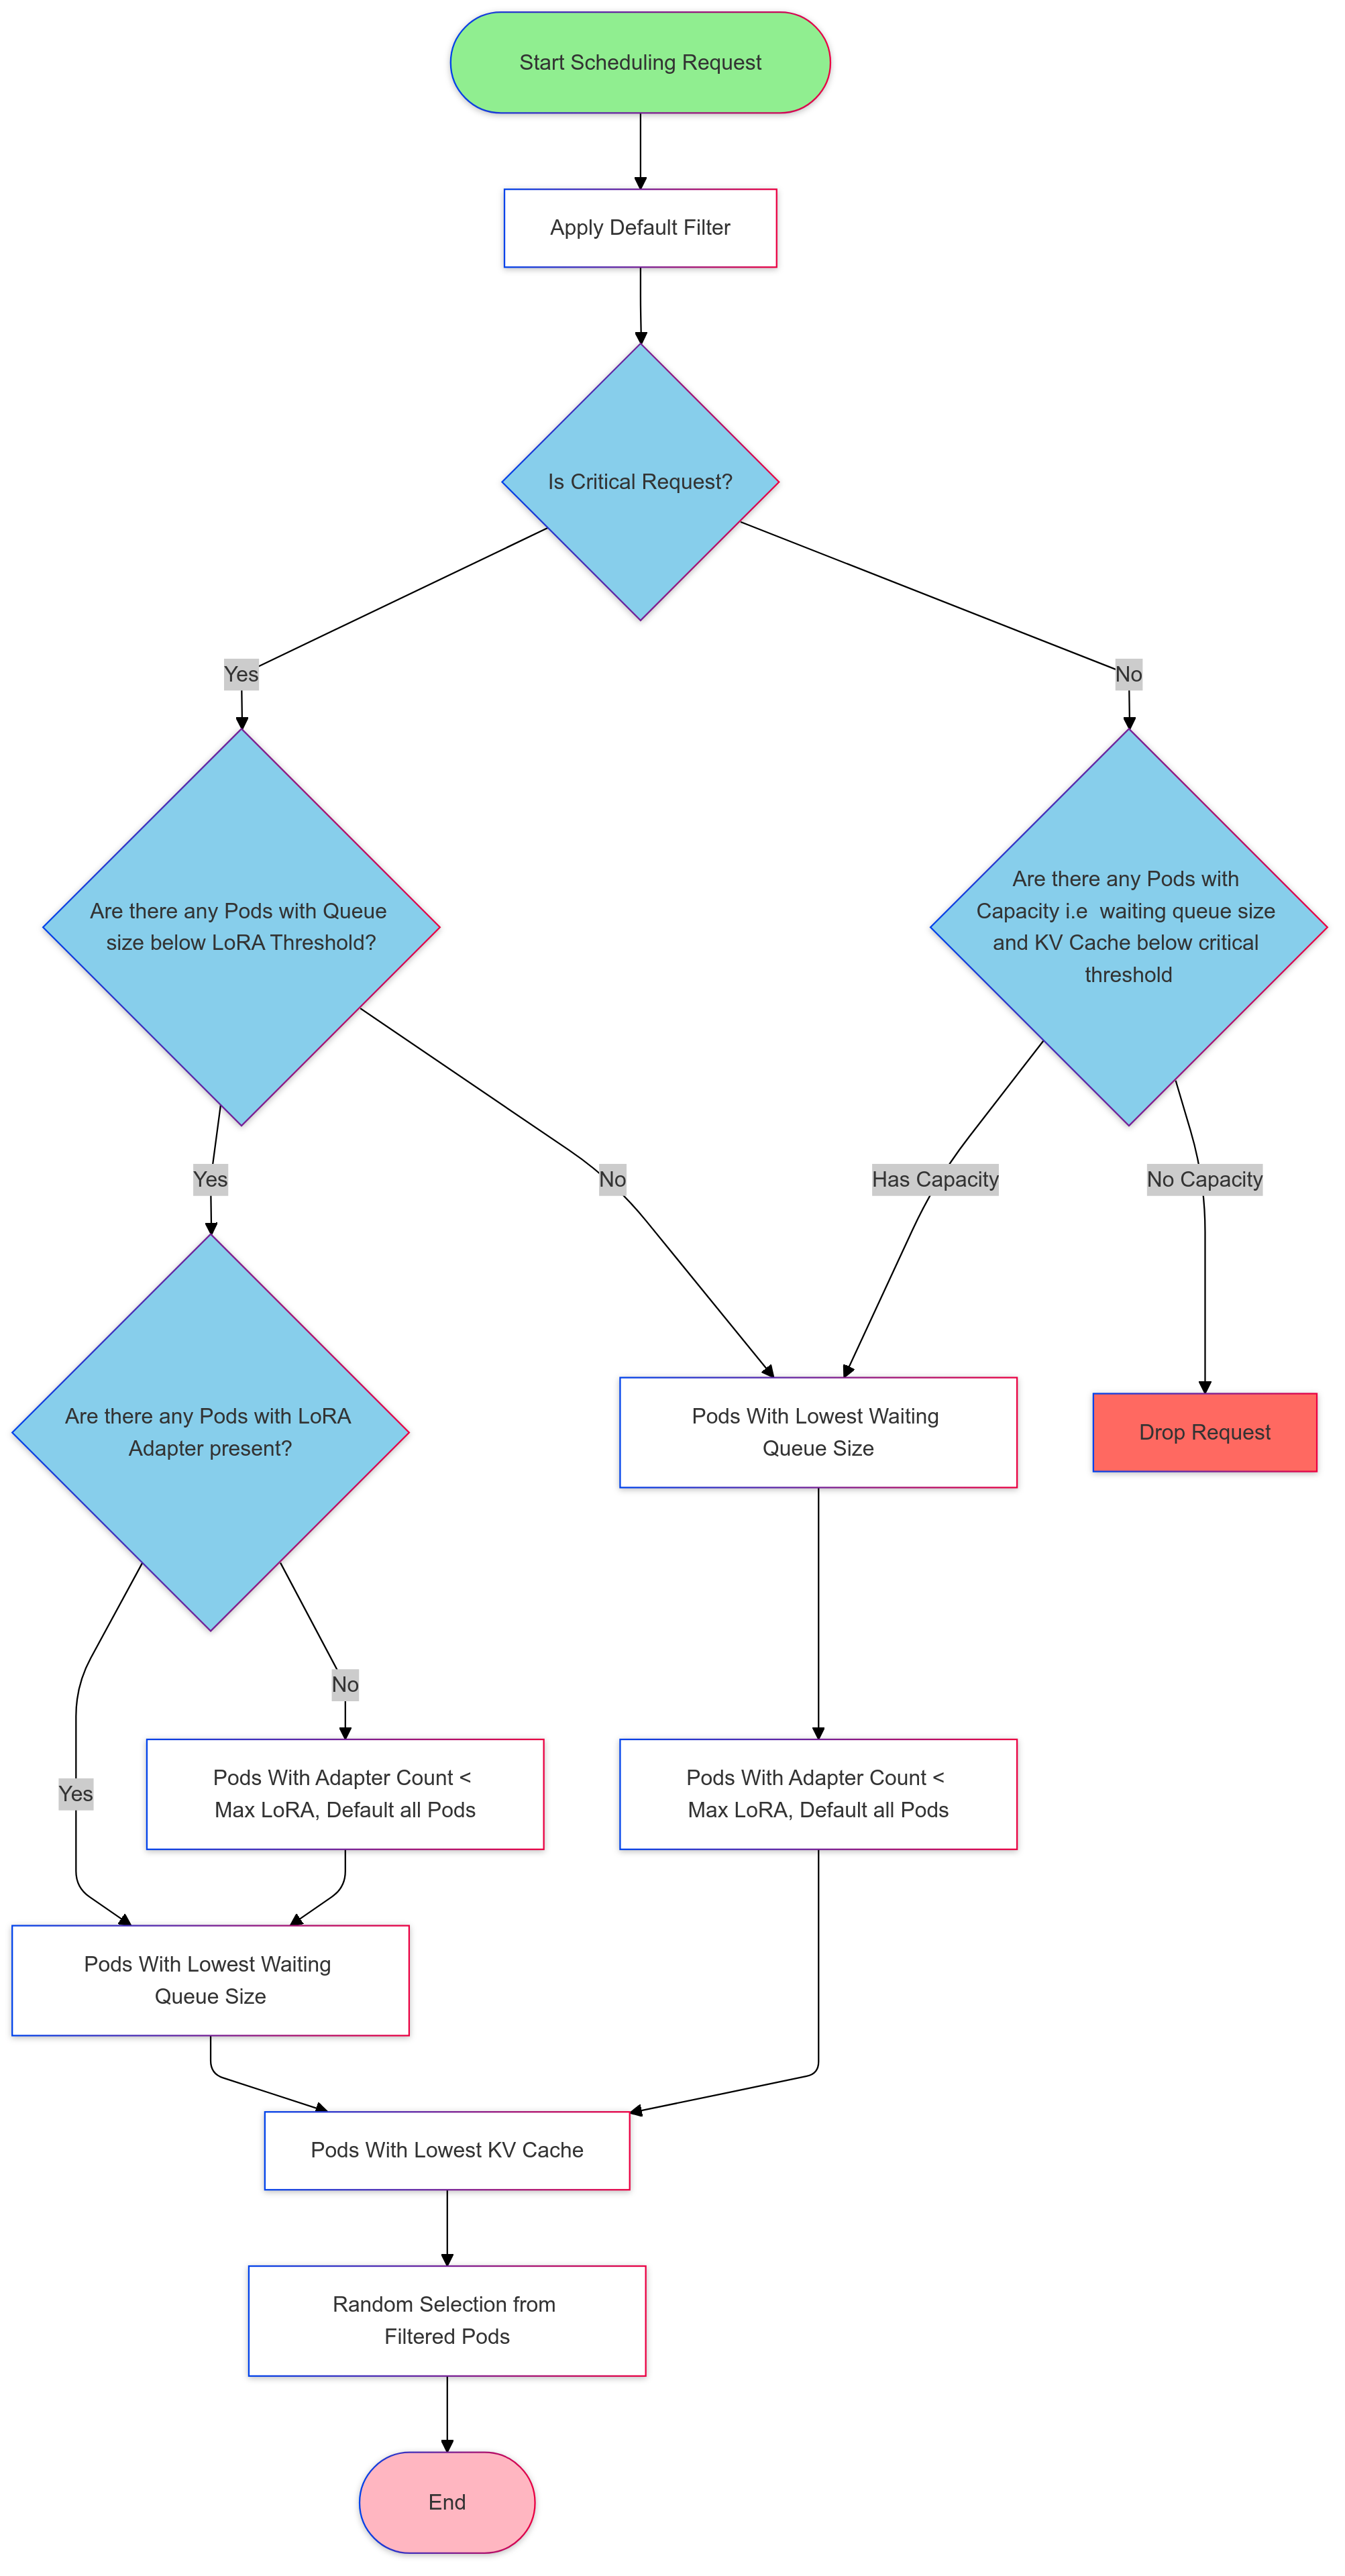 Start Scheduling Request
Apply Default Filter
Is Critical Request?
Yes
No
Are there any Pods with Queue
size below LoRA Threshold?
Are there any Pods with
Capacity i.e  waiting queue size
and KV Cache below critical
threshold
Yes
No
Has Capacity
No Capacity
Are there any Pods with LoRA
Adapter present?
Pods With Lowest Waiting
Queue Size
Drop Request
No
Yes
Pods With Adapter Count <
Max LoRA, Default all Pods
Pods With Adapter Count <
Max LoRA, Default all Pods
Pods With Lowest Waiting
Queue Size
Pods With Lowest KV Cache
Random Selection from
Filtered Pods
End